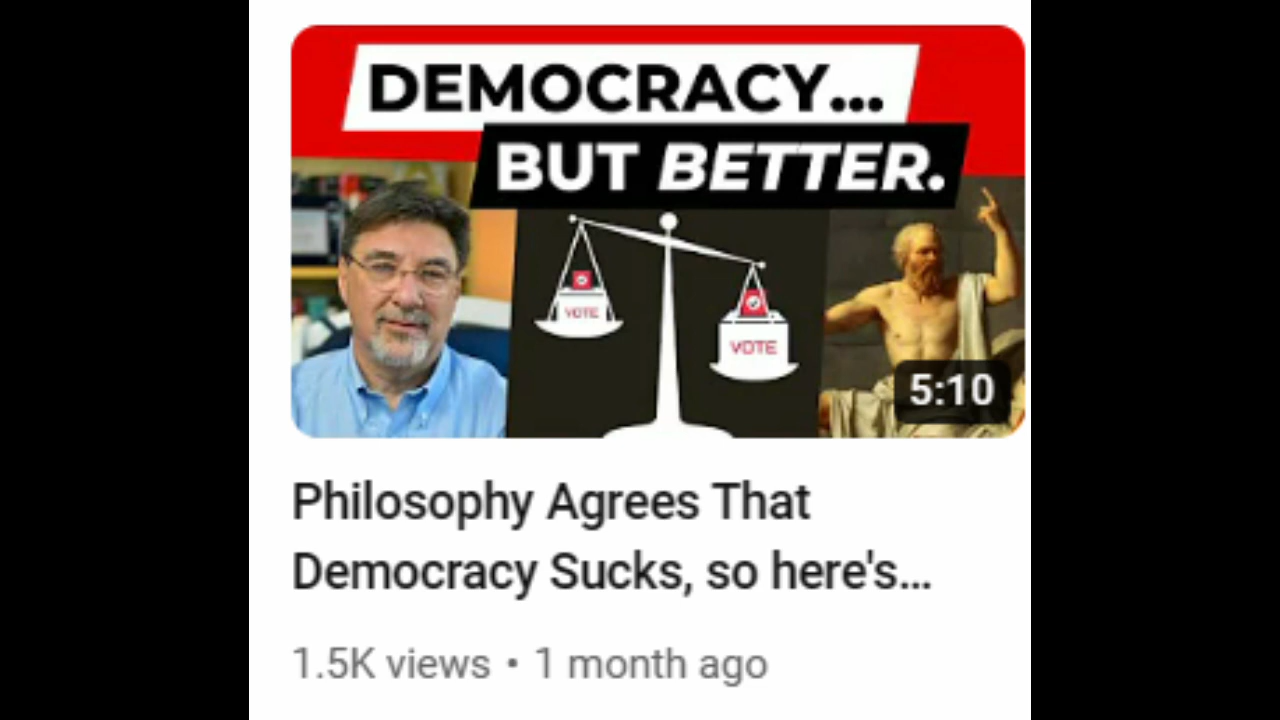 DEMOCRACY...
BUT BETTER.
VOTE
VOTE
5:10
Philosophy Agrees That
Democracy Sucks, so here's...
1.5K views • 1 month ago